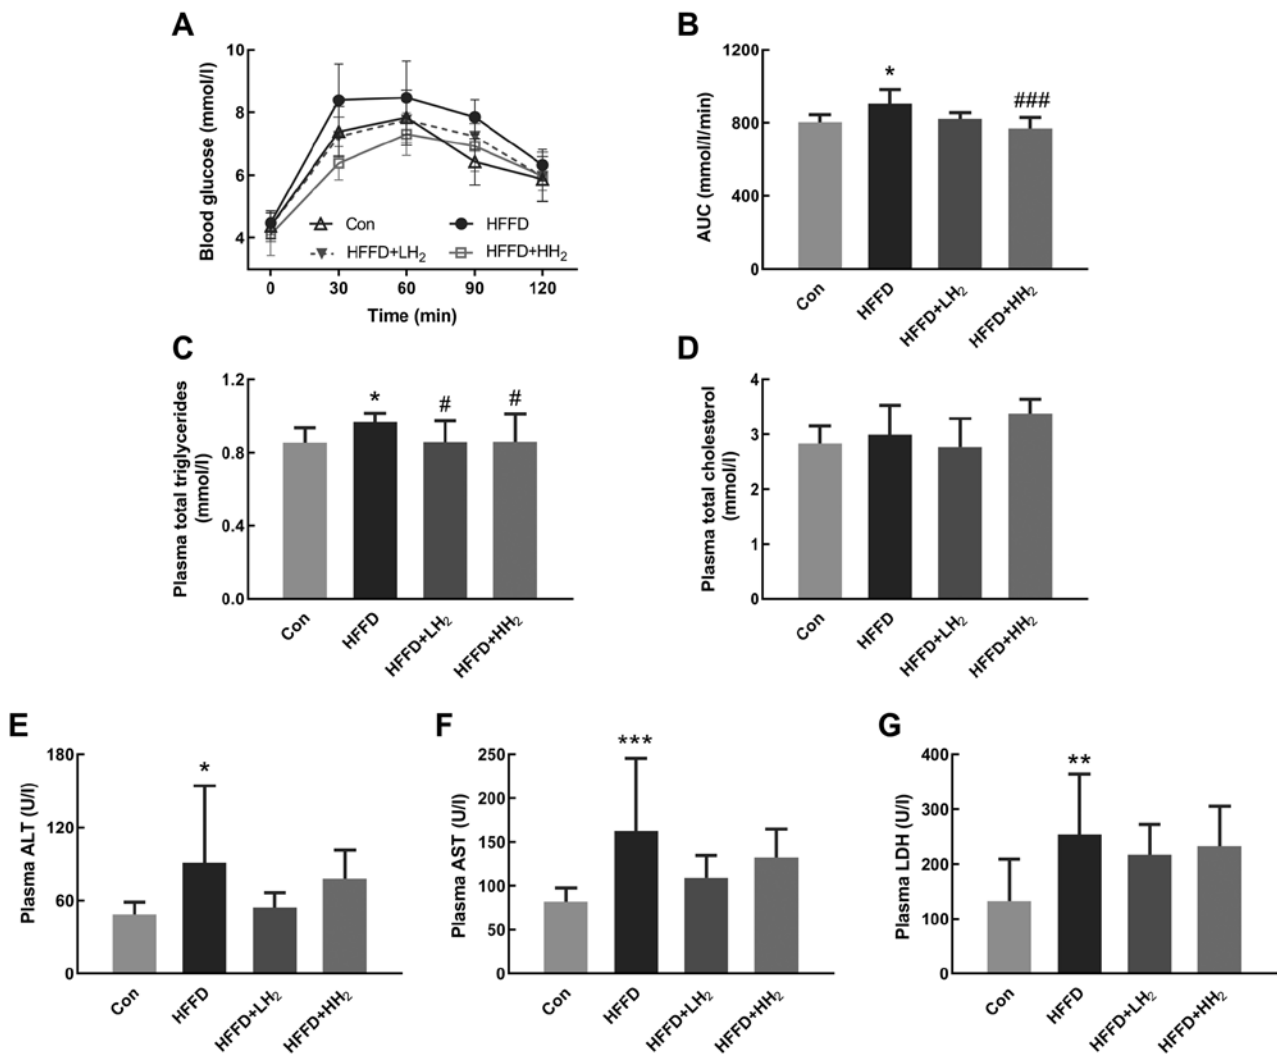 A
Blood glucose (mmol/l)
10
8
6
4
Con
HFFD
HFFD+LH₂
HFFD+HH₂
0 30 60 90 120
Time (min)
B
AUC (mmol/l/min)
1200
800
400
0
*
###
Con HFFD HFFD+LH₂ HFFD+HH₂
C
Plasma total triglycerides
(mmol/l)
1.2
0.8
0.4
0.0
* # #
Con HFFD HFFD+LH₂ HFFD+HH₂
D
Plasma total cholesterol
(mmol/l)
4
3
2
1
0
Con HFFD HFFD+LH₂ HFFD+HH₂
E
Plasma ALT (U/l)
180
120
60
0
*
Con HFFD HFFD+LH₂ HFFD+HH₂
F
Plasma AST (U/l)
250
200
150
100
50
0
***
Con HFFD HFFD+LH₂ HFFD+HH₂
G
Plasma LDH (U/l)
400
300
200
100
0
**
Con HFFD HFFD+LH₂ HFFD+HH₂